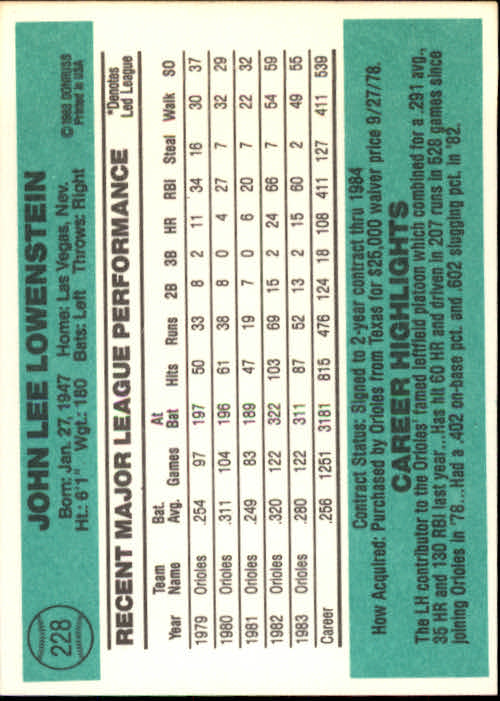 228
JOHN LEE LOWENSTEIN
Born: Jan. 27, 1947 Home: Las Vegas, Nev.
Ht.: 6'1" Wgt.: 180 Bats: Left Throws: Right
© 1983 DONRUSS
Printed in USA
RECENT MAJOR LEAGUE PERFORMANCE
*Denotes
Led League
Year Team Name Bat. Avg. Games At Bat Hits Runs 2B 3B HR RBI Steal Walk SO
1979 Orioles .254 97 197 50 33 8 2 11 34 16 30 37
1980 Orioles .311 104 196 61 38 8 0 4 27 7 32 29
1981 Orioles .249 83 189 47 19 7 0 6 20 7 22 32
1982 Orioles .320 122 322 103 69 15 2 24 66 7 54 59
1983 Orioles .280 122 311 87 52 13 2 15 60 2 49 55
Career .256 1251 3181 815 476 124 18 108 411 127 411 539
Contract Status: Signed to 2-year contract thru 1984
How Acquired: Purchased by Orioles from Texas for $25,000 waiver price 9/27/78.
CAREER HIGHLIGHTS
The LH contributor to the Orioles' famed leftfield platoon which combined for a .291 avg.,
35 HR and 130 RBI last year...Has hit 60 HR and driven in 207 runs in 528 games since
joining Orioles in '78...Had a .402 on-base pct. and .602 slugging pct. in '82.